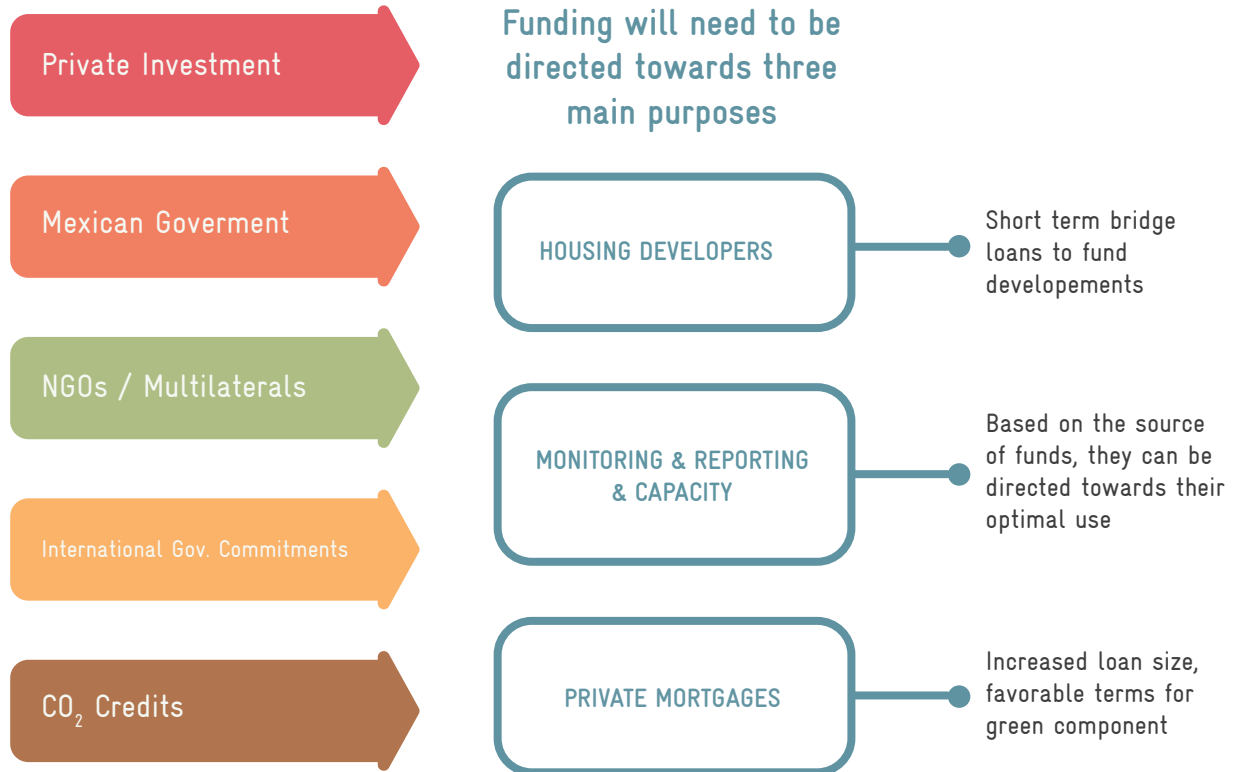 Private Investment
Mexican Goverment
NGOs / Multilaterals
International Gov. Commitments
CO₂ Credits
Funding will need to be
directed towards three
main purposes
HOUSING DEVELOPERS
Short term bridge
loans to fund
developements
MONITORING & REPORTING
& CAPACITY
Based on the source
of funds, they can be
directed towards their
optimal use
PRIVATE MORTGAGES
Increased loan size,
favorable terms for
green component